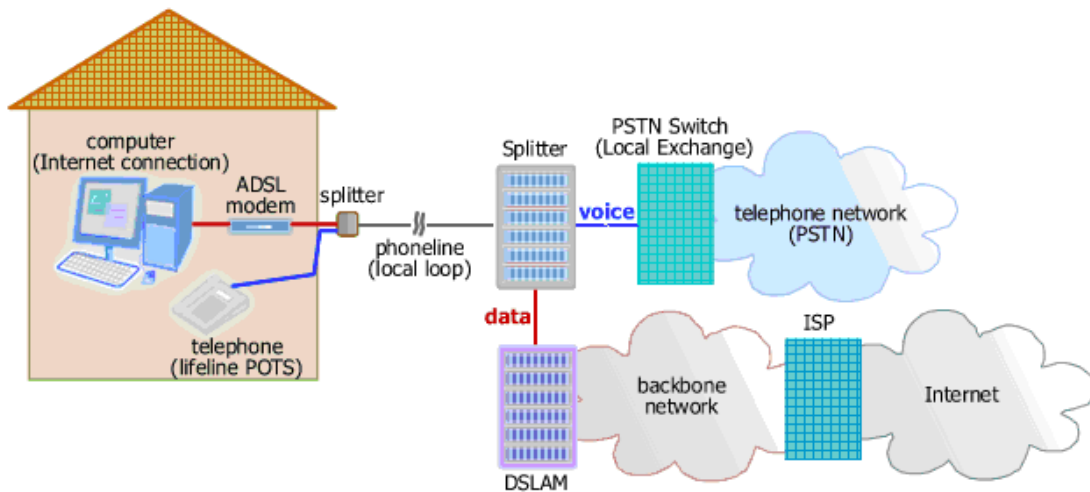 computer
(Internet connection)
ADSL
modem
splitter
telephone
(lifeline POTS)
phoneline
(local loop)
Splitter
voice
data
PSTN Switch
(Local Exchange)
telephone network
(PSTN)
DSLAM
backbone
network
ISP
Internet